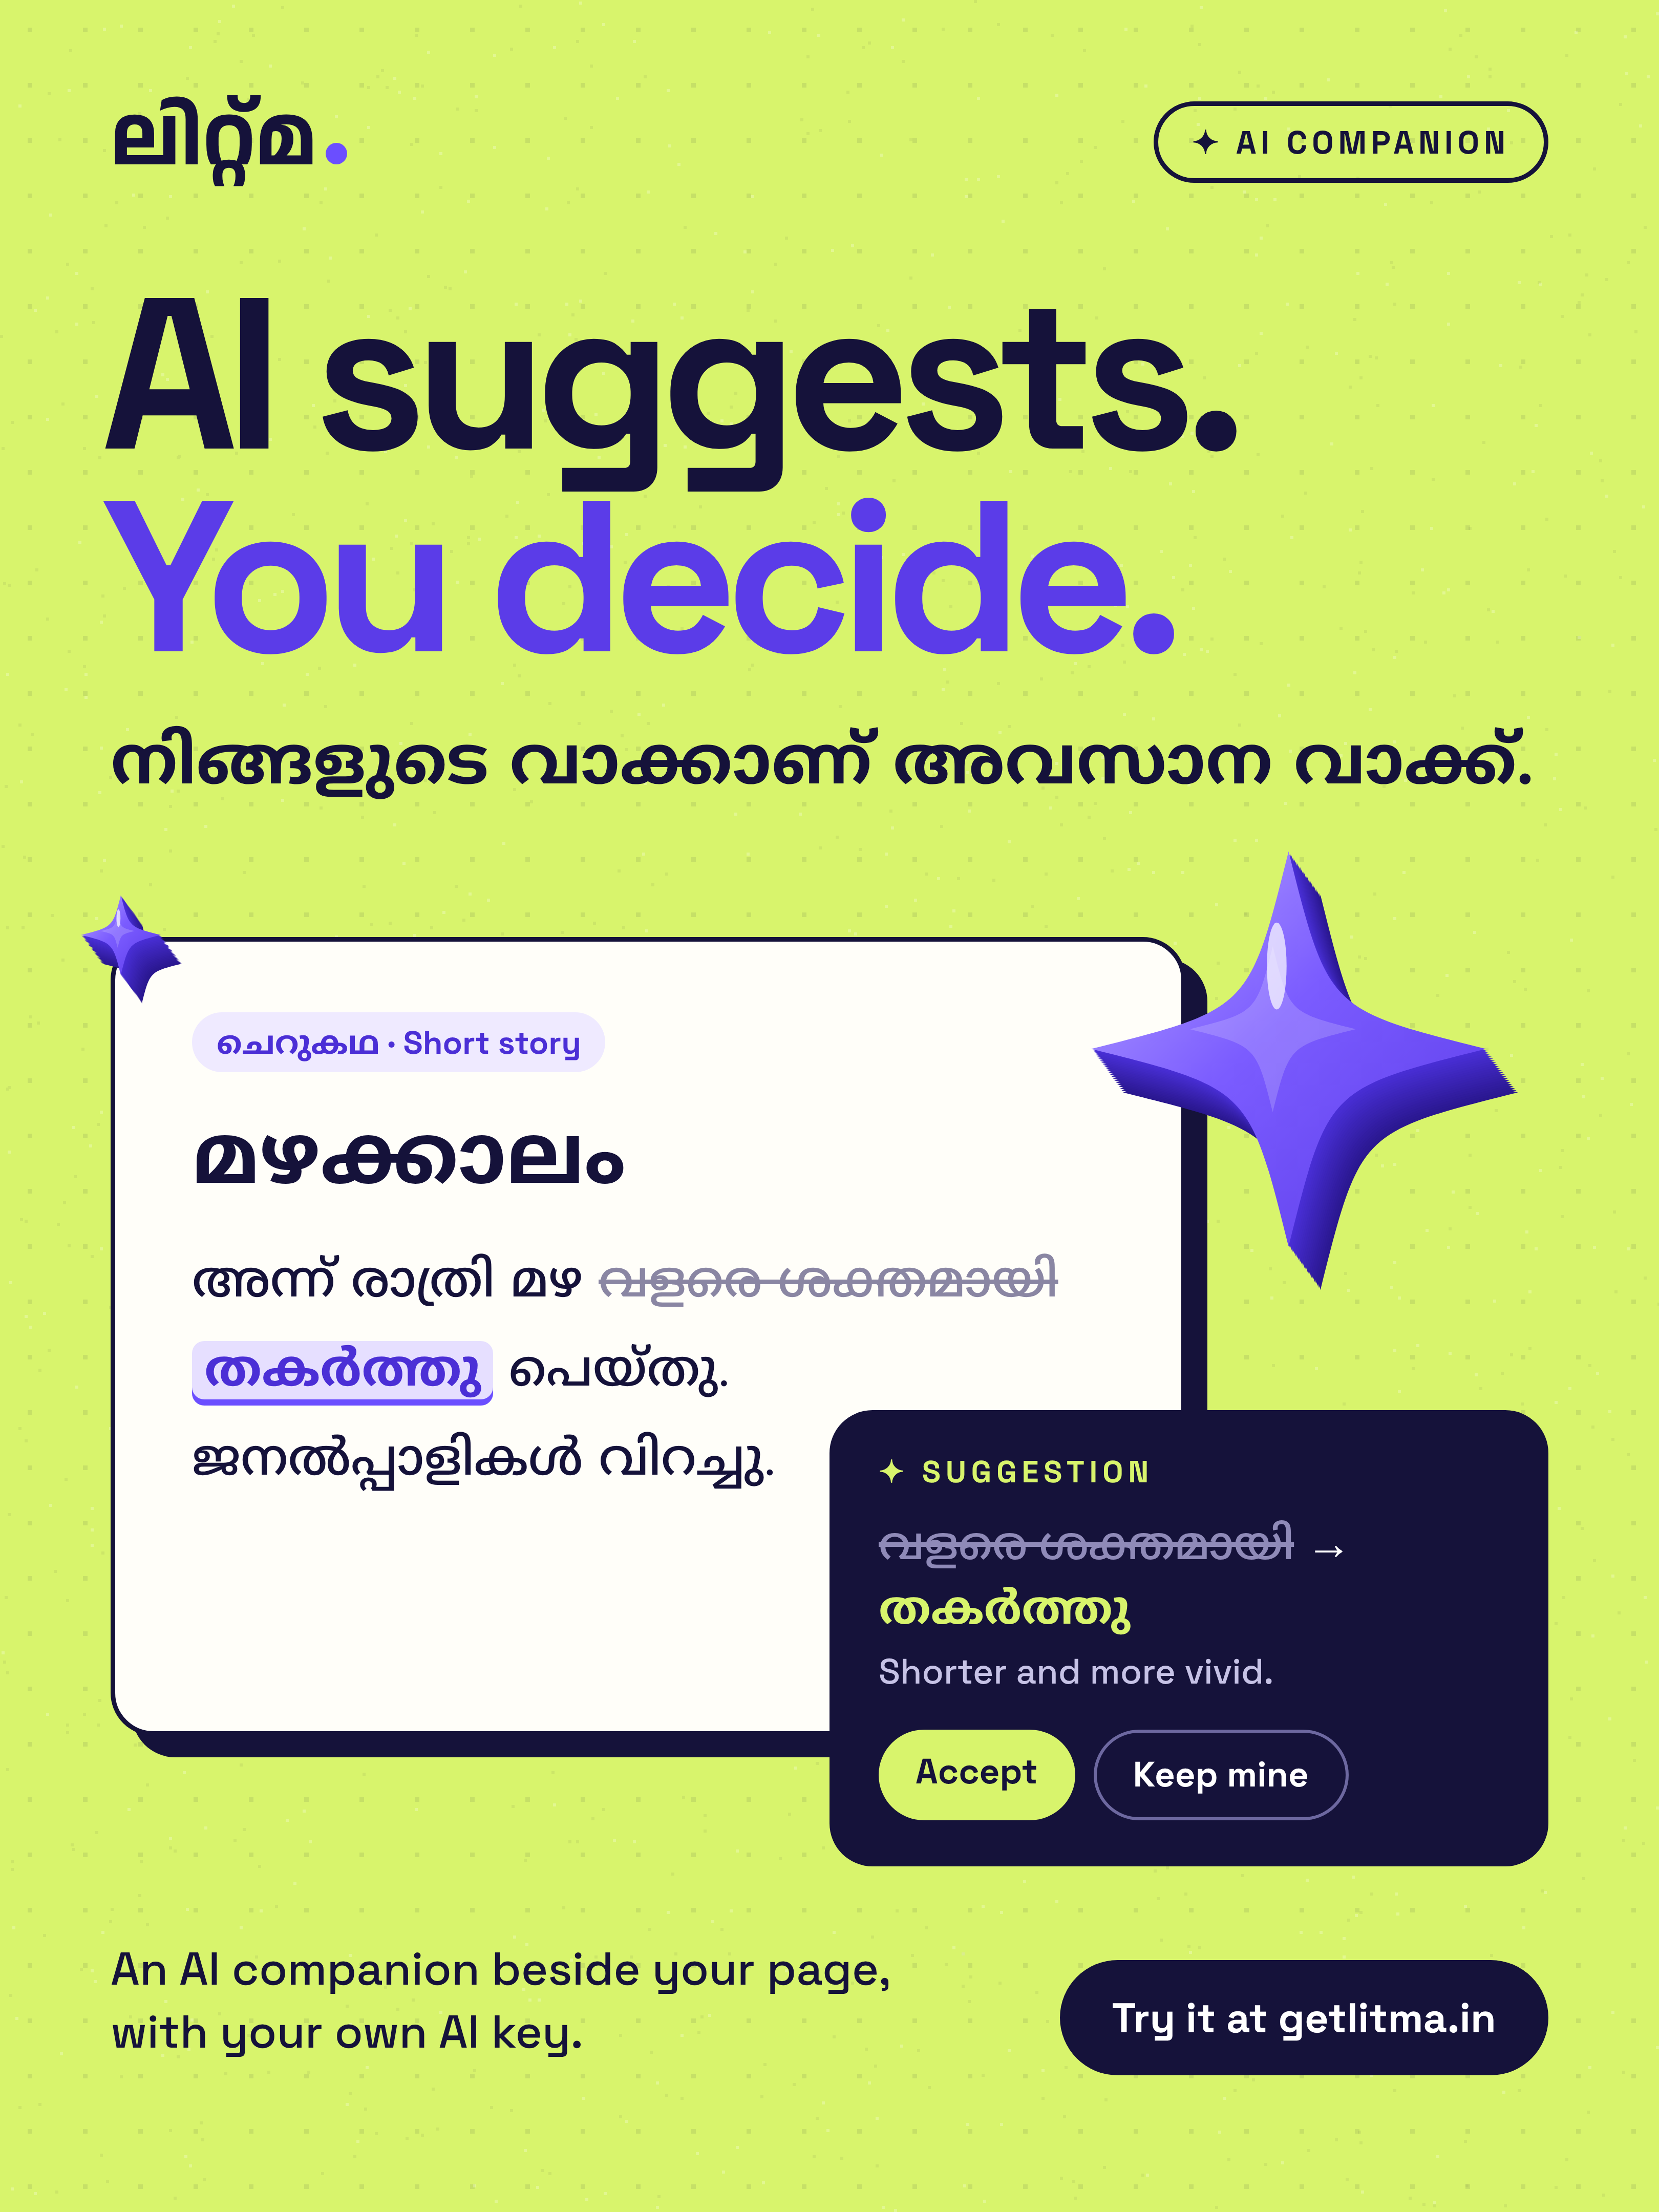 ലിറ്റ്മ.
✦ AI COMPANION
AI suggests.
You decide.
നിങ്ങളുടെ വാക്കാണ് അവസാന വാക്ക്.
ചെറുകഥ · Short story
മഴക്കാലം
അന്ന് രാത്രി മഴ വളരെ ശക്തമായി
തകർത്തു പെയ്തു.
ജനൽപ്പാളികൾ വിറച്ചു.
✦ SUGGESTION
വളരെ ശക്തമായി →
തകർത്തു
Shorter and more vivid.
Accept
Keep mine
An AI companion beside your page,
with your own AI key.
Try it at getlitma.in